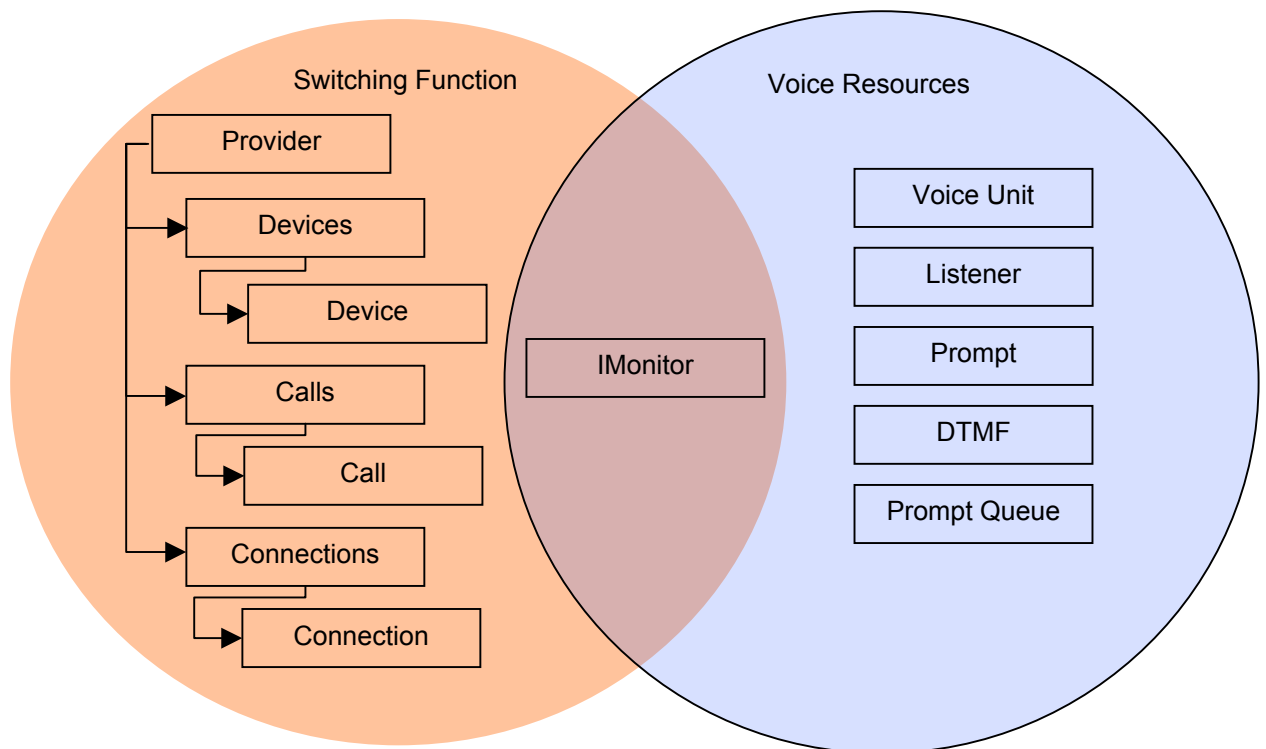 Switching Function
Provider
Devices
Device
Calls
Call
Connections
Connection
IMonitor
Voice Resources
Voice Unit
Listener
Prompt
DTMF
Prompt Queue